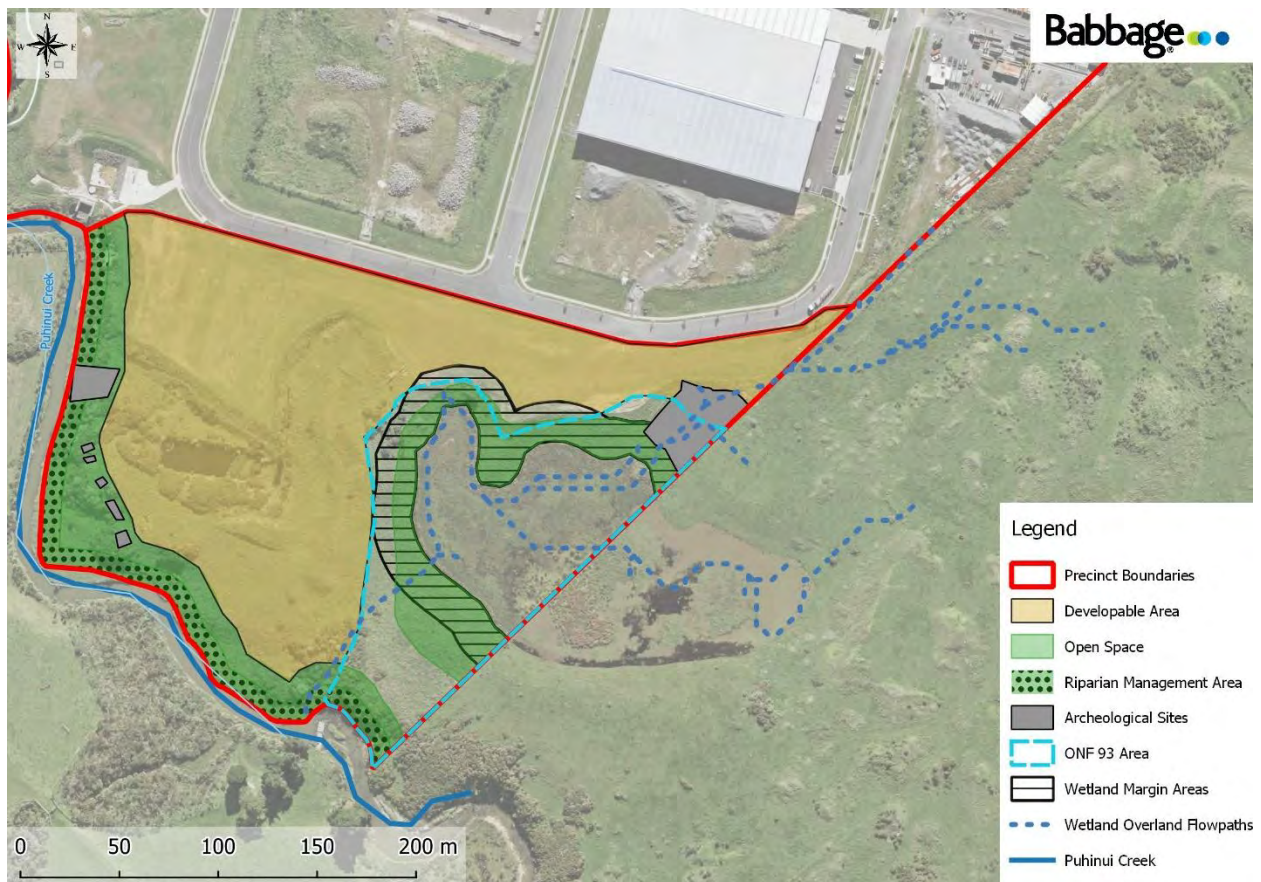 Babbage
®
N
W
E
S
Puhinui Creek
Legend
Precinct Boundaries
Developable Area
Open Space
Riparian Management Area
Archeological Sites
ONF 93 Area
Wetland Margin Areas
Wetland Overland Flowpaths
Puhinui Creek
0 50 100 150 200 m